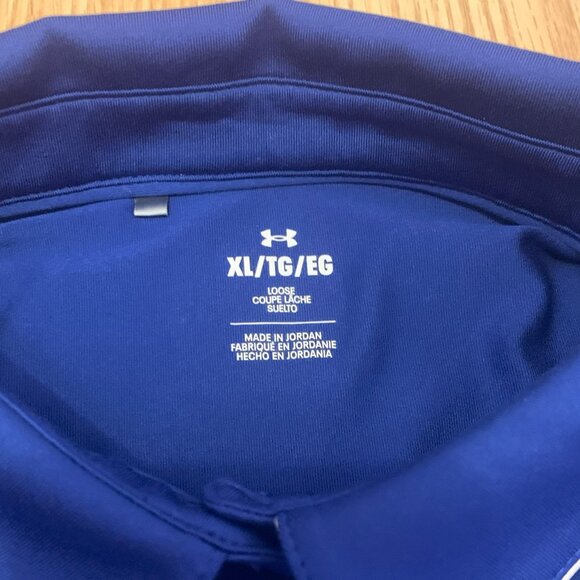 XL/TG/EG
LOOSE
COUPE LÂCHE
SUELTO
MADE IN JORDAN
FABRIQUÉ EN JORDANIE
HECHO EN JORDANIA